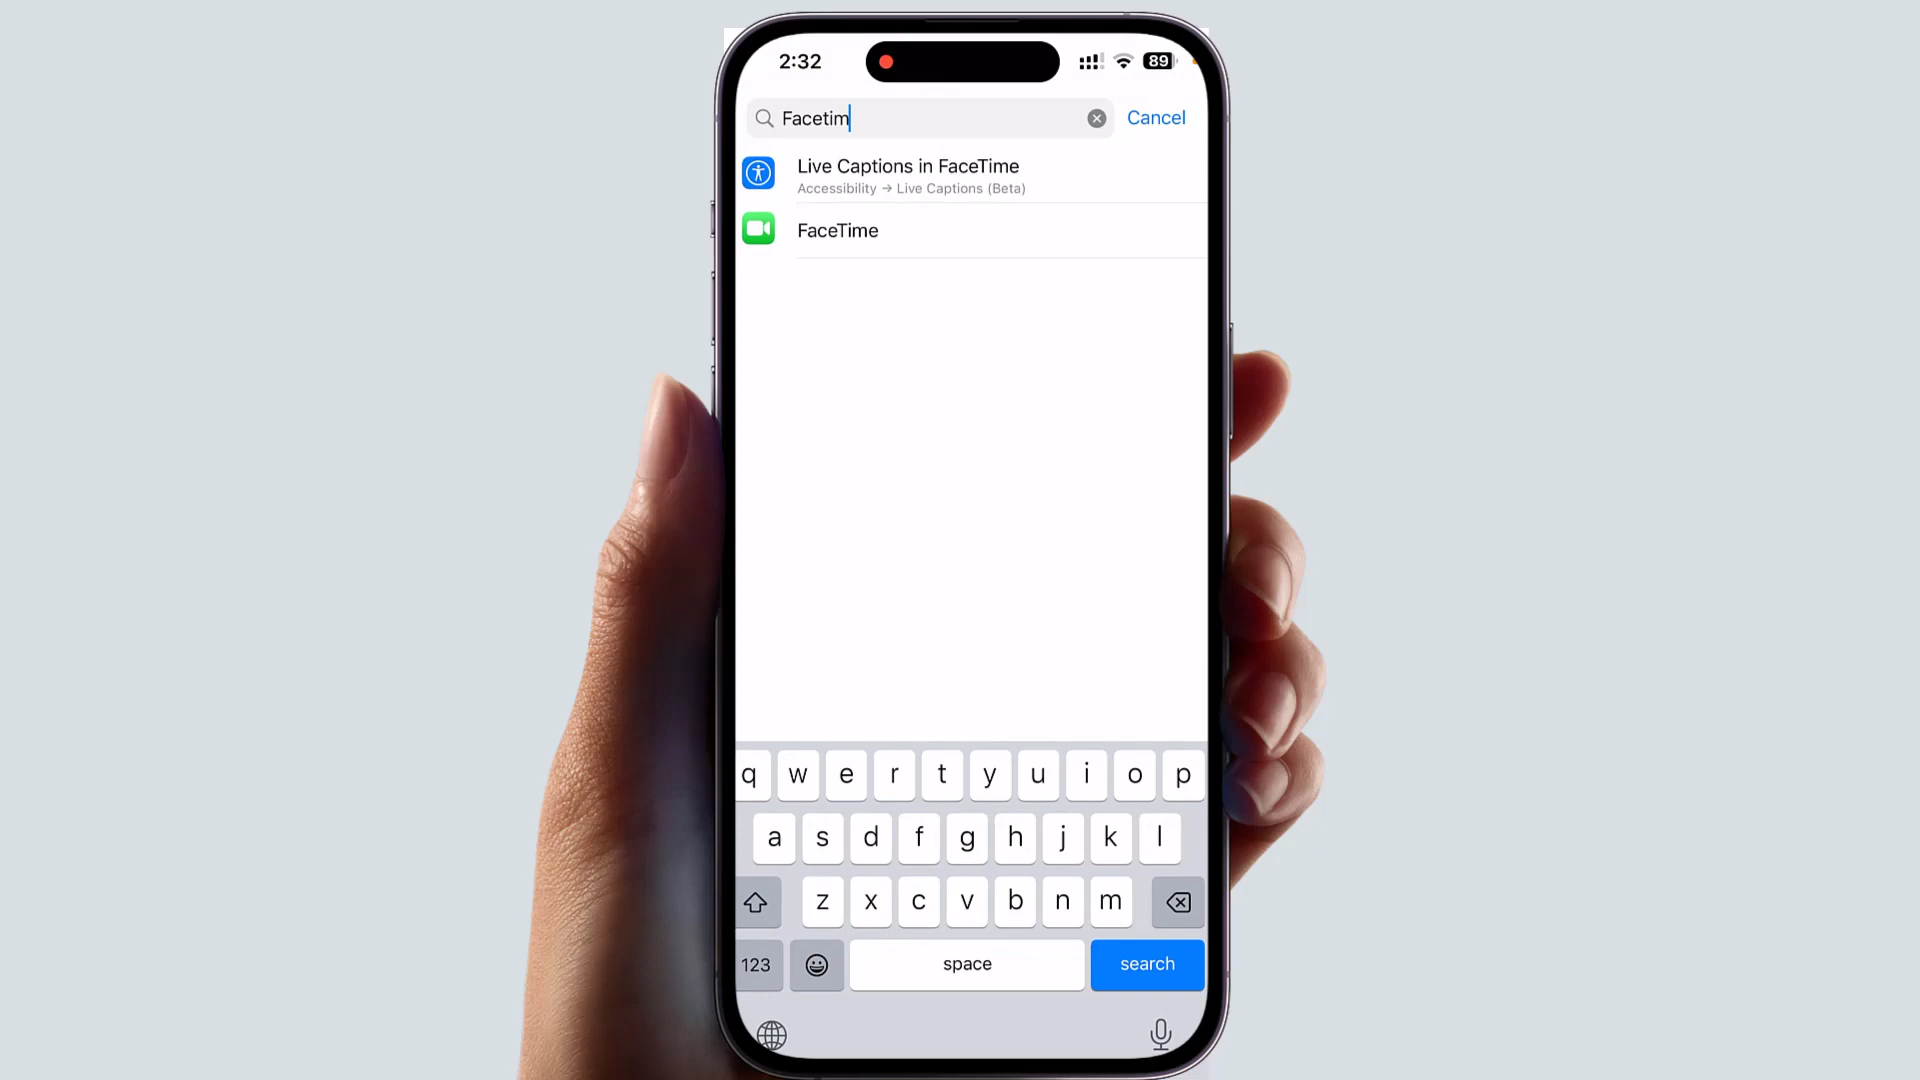 2:32
89
Facetim
Cancel
Live Captions in FaceTime
Accessibility → Live Captions (Beta)
FaceTime
q w e r t y u i o p
a s d f g h j k l
z x c v b n m
123 space search